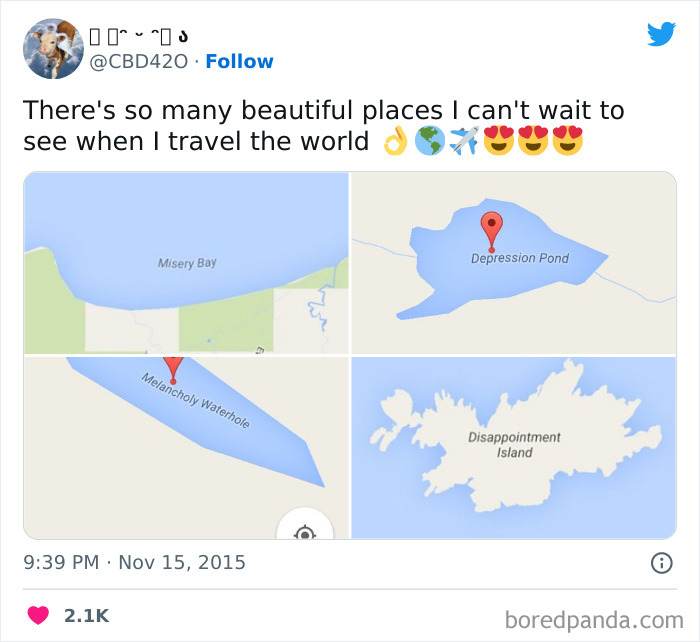 @CBD420 · Follow
There's so many beautiful places I can't wait to
see when I travel the world 👌🌎✈️😍😍😍
Misery Bay
Depression Pond
Melancholy Waterhole
Disappointment
Island
9:39 PM · Nov 15, 2015
2.1K
boredpanda.com